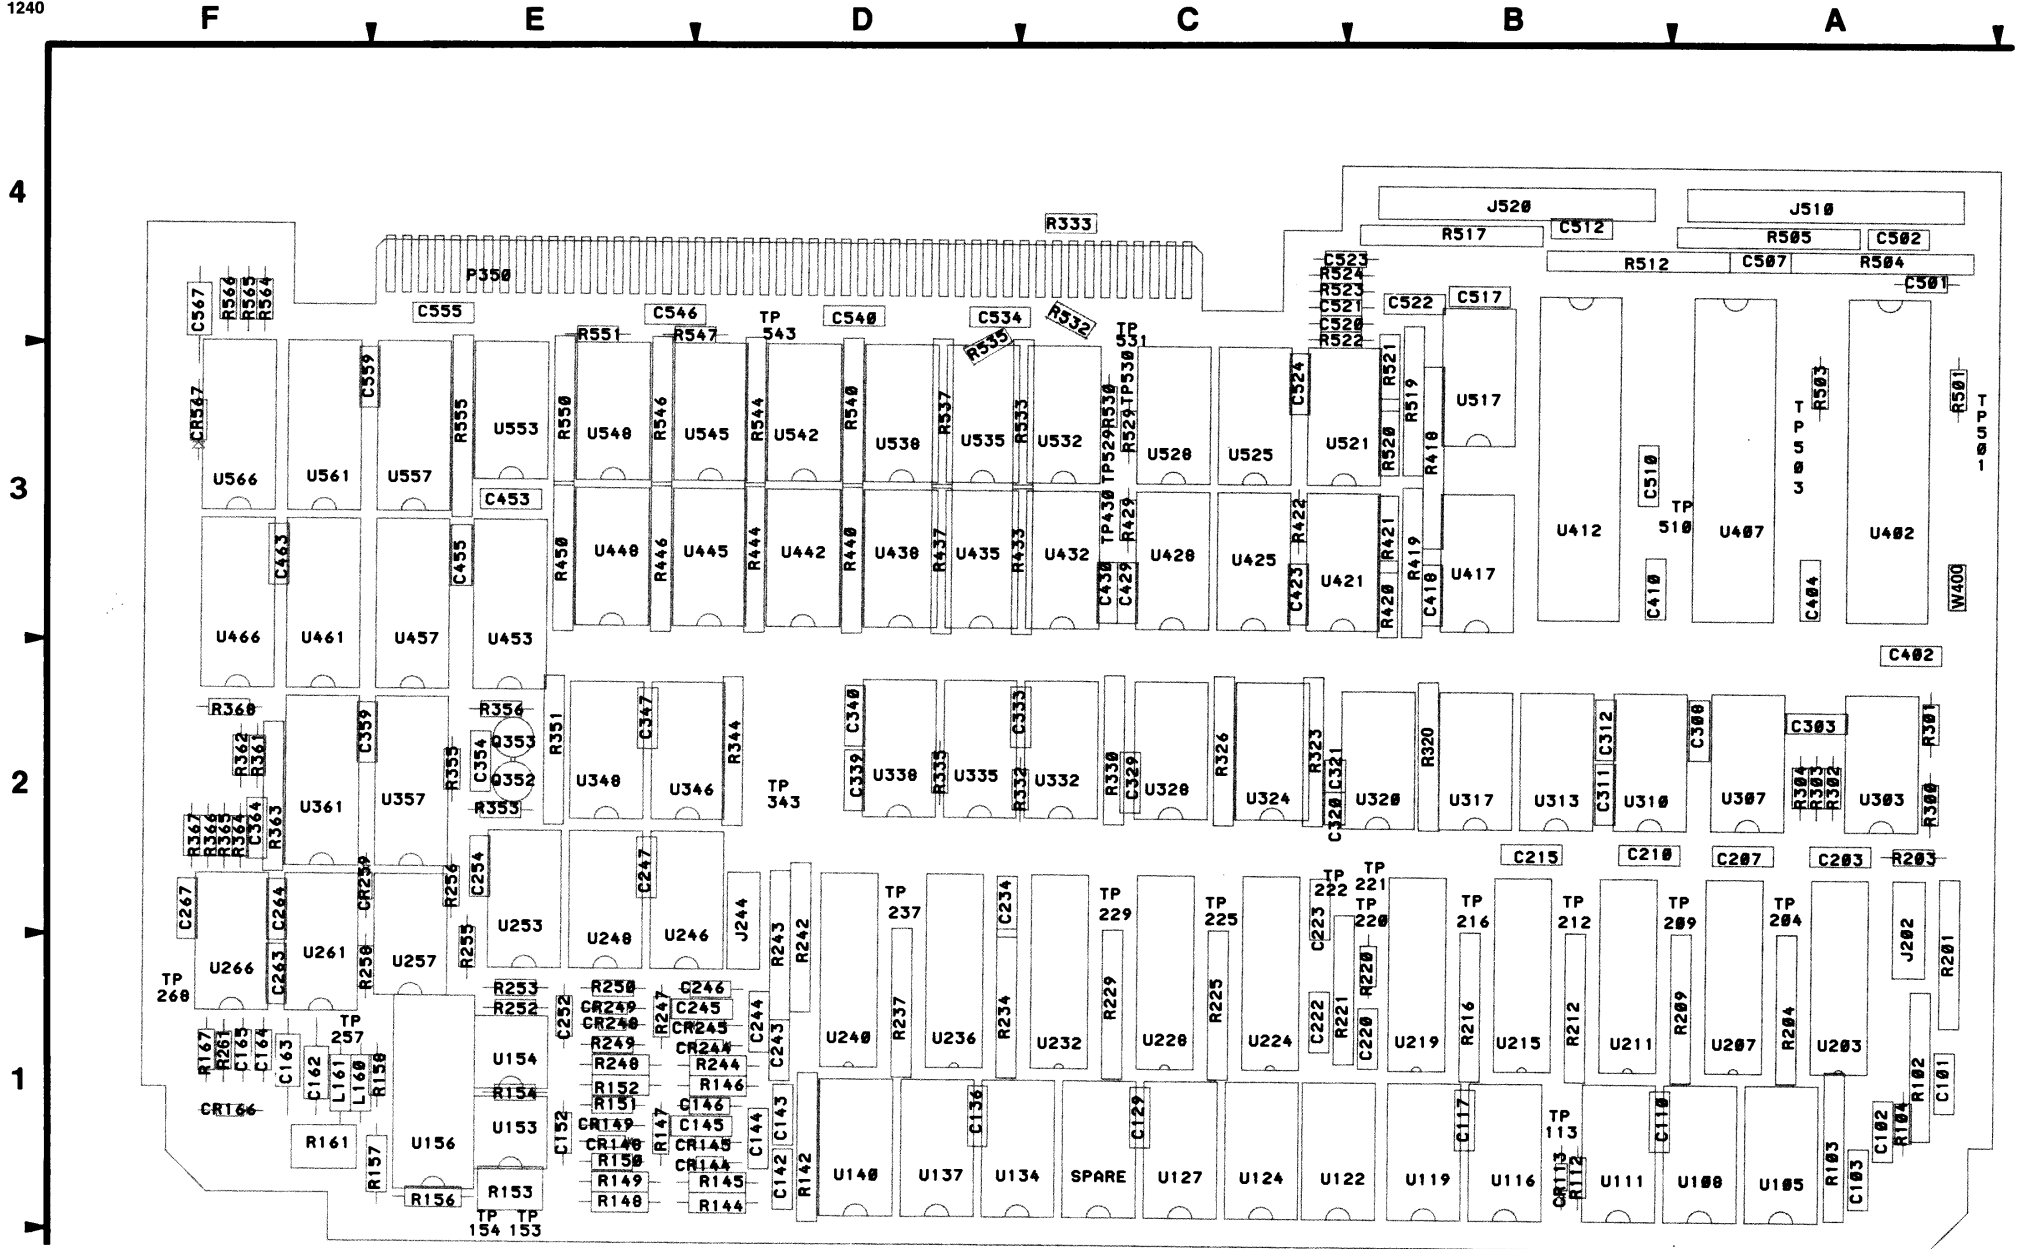 1240
F E D C B A
4
J520 J510
R333
R517 C512 R505 C502
P350
C523 R512 C507 R504
R524
C567 R566 R565 R564
R523 C501
C555 C546 TP 543 C540 C534 R532 TP 531
C521 C522 C517
C520
R551 R547 R535
R522
CR567 C559 R555 R550 R546 R544 R540 R537 R533 R530 TP530 R529 TP529 C524 R521 R519 R520 R418 R503 R501
U566 U561 U557 U553 U548 U545 U542 U538 U535 U532 U528 U525 U521 U517
TP503 TP501
3
C453 C510 TP 510
C463 C455 R450 R446 R444 R440 R437 R433 TP430 R429 R422 R421 R419
U448 U445 U442 U438 U435 U432 U428 U425 U421 U417 U412 U407 U402
C430 C429 C423 R420 C418 C410 C404 W400
U466 U461 U457 U453
C402
R368 C359 R356 R351 C347 R344 C340 C333 R326 R323 R320 C312 C308 C303 R301
R362 R361 R355 C354 Q353 Q352 R353
2
U361 U357 U348 U346 TP 343 C339 U338 R335 U335 R332 U332 R330 C329 U328 U324 C321 C320 U320 U317 U313 C311 U310 U307 R304 R303 R302 U303 R300
R367 R366 R365 R364 C364 R363
C254 C247 C215 C210 C207 C203 R203
C267 C264 CR259 R256 J244 R243 R242 TP 237 C234 TP 229 TP 225 TP 222 TP 221 TP 220 C223 TP 216 TP 212 TP 209 TP 204 J202 R201
U253 U248 U246
U266 C263 U261 R258 U257 R255
TP 268
R253 R250 C246 R220
R252 CR249 R247 C245 C244
C252 CR248 CR245 C243
TP 257
R167 R261 C165 C164 C163 C162 L161 L160 R158
U154 R249 CR244 U240 R237 U236 R234 U232 R229 U228 R225 U224 C222 R221 C220 U219 R216 U215 R212 U211 R209 U207 R204 U203
R248 R244
1
R154 R152 R146 R102 C101
CR166 R151 C146
R161 U156 U153 C152 CR149 R147 C145 C144 C143 C136 C129 C117 TP 113 C110 C102 R104
CR148 CR145
R157 R150 CR144 C142 R142 U140 U137 U134 SPARE U127 U124 U122 U119 U116 CR113 R112 U111 U108 U105 R103 C103
R156 R153 R149 R145
R148 R144
TP 154 TP 153